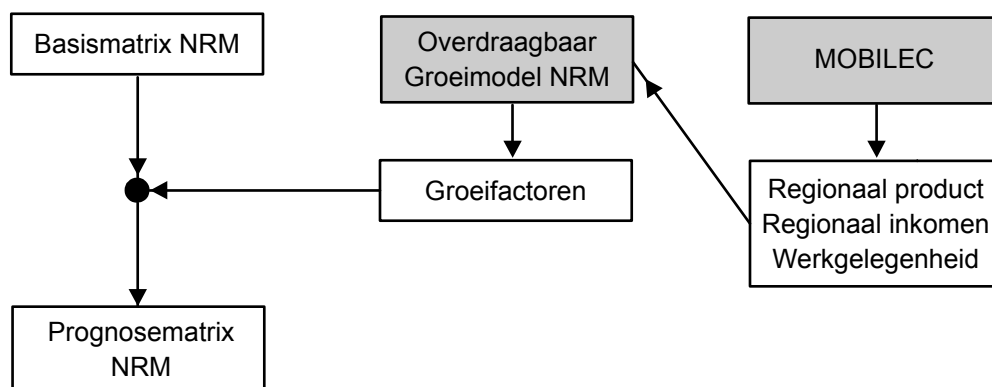 Basismatrix NRM
Overdraagbaar
Groeimodel NRM
MOBILEC
Groeifactoren
Regionaal product
Regionaal inkomen
Werkgelegenheid
Prognosematrix
NRM